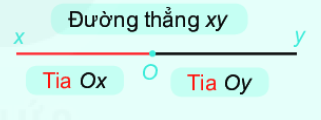 Đường thẳng xy
x
y
O
Tia Ox
Tia Oy